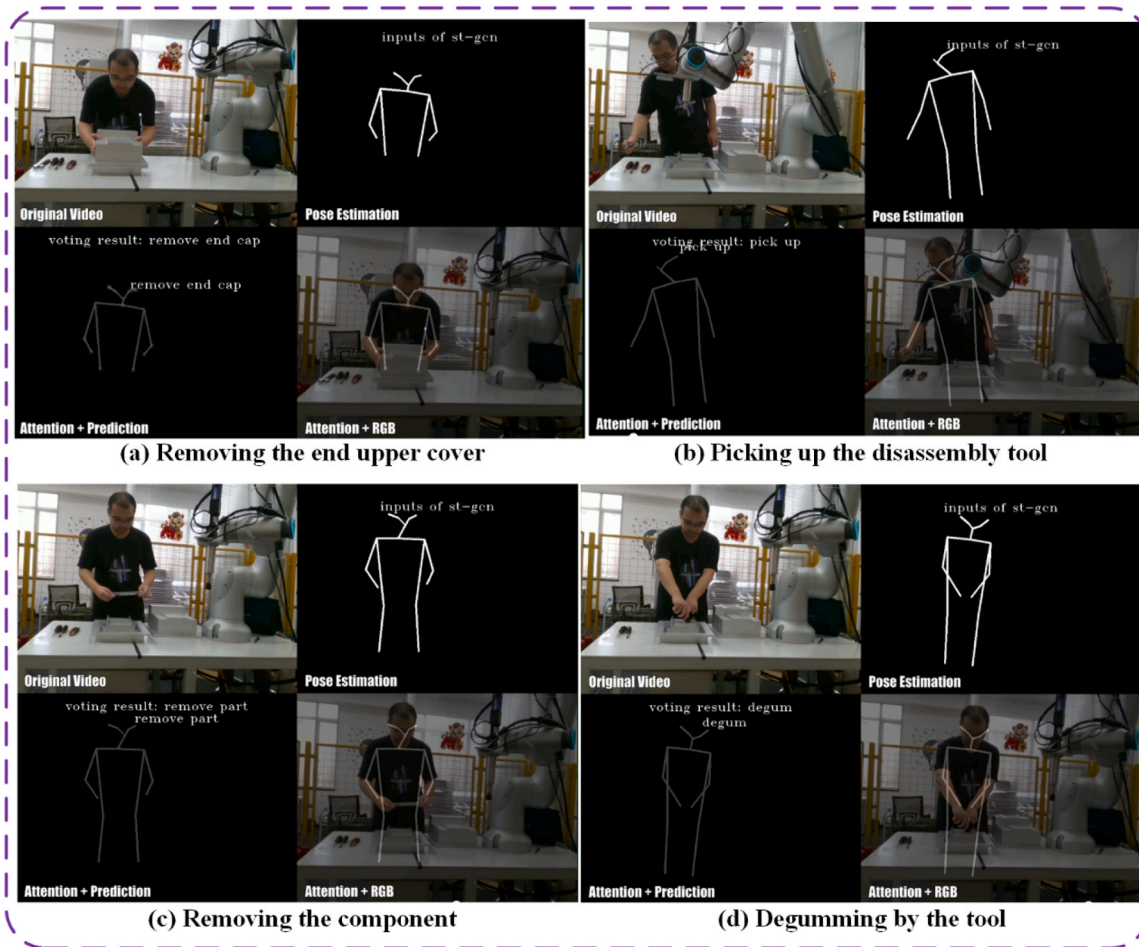 inputs of st-gcn
Original Video
Pose Estimation
voting result: remove end cap
remove end cap
Attention + Prediction
Attention + RGB
(a) Removing the end upper cover
inputs of st-gcn
Original Video
Pose Estimation
voting result: pick up
pick up
Attention + Prediction
Attention + RGB
(b) Picking up the disassembly tool
inputs of st-gcn
Original Video
Pose Estimation
voting result: remove part
remove part
Attention + Prediction
Attention + RGB
(c) Removing the component
inputs of st-gcn
Original Video
Pose Estimation
voting result: degum
degum
Attention + Prediction
Attention + RGB
(d) Degumming by the tool